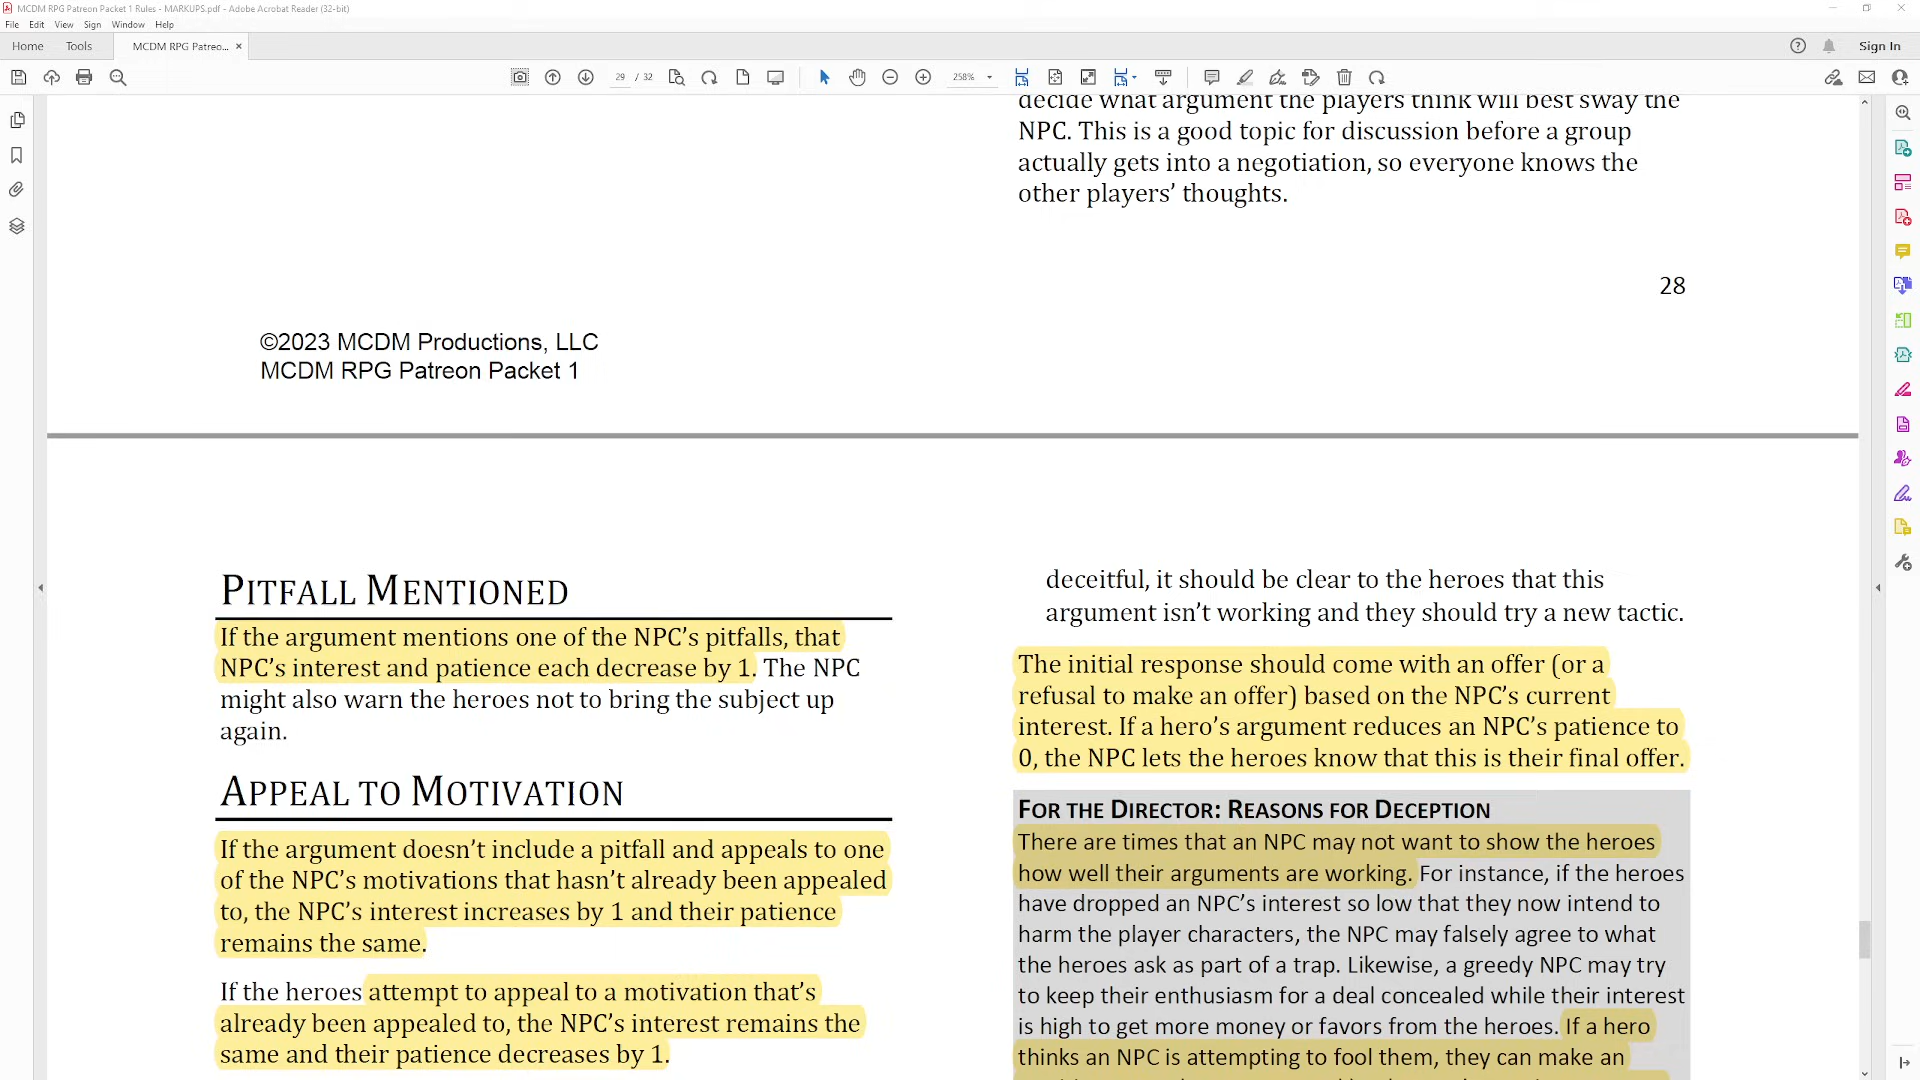 MCDM RPG Patreon Packet 1 Rules - MARKUPS.pdf - Adobe Acrobat Reader (32-bit)
File Edit View Sign Window Help
Home Tools MCDM RPG Patreo... × Sign In
29 / 32 258%
decide what argument the players think will best sway the
NPC. This is a good topic for discussion before a group
actually gets into a negotiation, so everyone knows the
other players’ thoughts.
28
©2023 MCDM Productions, LLC
MCDM RPG Patreon Packet 1
PITFALL MENTIONED
If the argument mentions one of the NPC’s pitfalls, that
NPC’s interest and patience each decrease by 1. The NPC
might also warn the heroes not to bring the subject up
again.
APPEAL TO MOTIVATION
If the argument doesn’t include a pitfall and appeals to one
of the NPC’s motivations that hasn’t already been appealed
to, the NPC’s interest increases by 1 and their patience
remains the same.
If the heroes attempt to appeal to a motivation that’s
already been appealed to, the NPC’s interest remains the
same and their patience decreases by 1.
deceitful, it should be clear to the heroes that this
argument isn’t working and they should try a new tactic.
The initial response should come with an offer (or a
refusal to make an offer) based on the NPC’s current
interest. If a hero’s argument reduces an NPC’s patience to
0, the NPC lets the heroes know that this is their final offer.
FOR THE DIRECTOR: REASONS FOR DECEPTION
There are times that an NPC may not want to show the heroes
how well their arguments are working. For instance, if the heroes
have dropped an NPC’s interest so low that they now intend to
harm the player characters, the NPC may falsely agree to what
the heroes ask as part of a trap. Likewise, a greedy NPC may try
to keep their enthusiasm for a deal concealed while their interest
is high to get more money or favors from the heroes. If a hero
thinks an NPC is attempting to fool them, they can make an